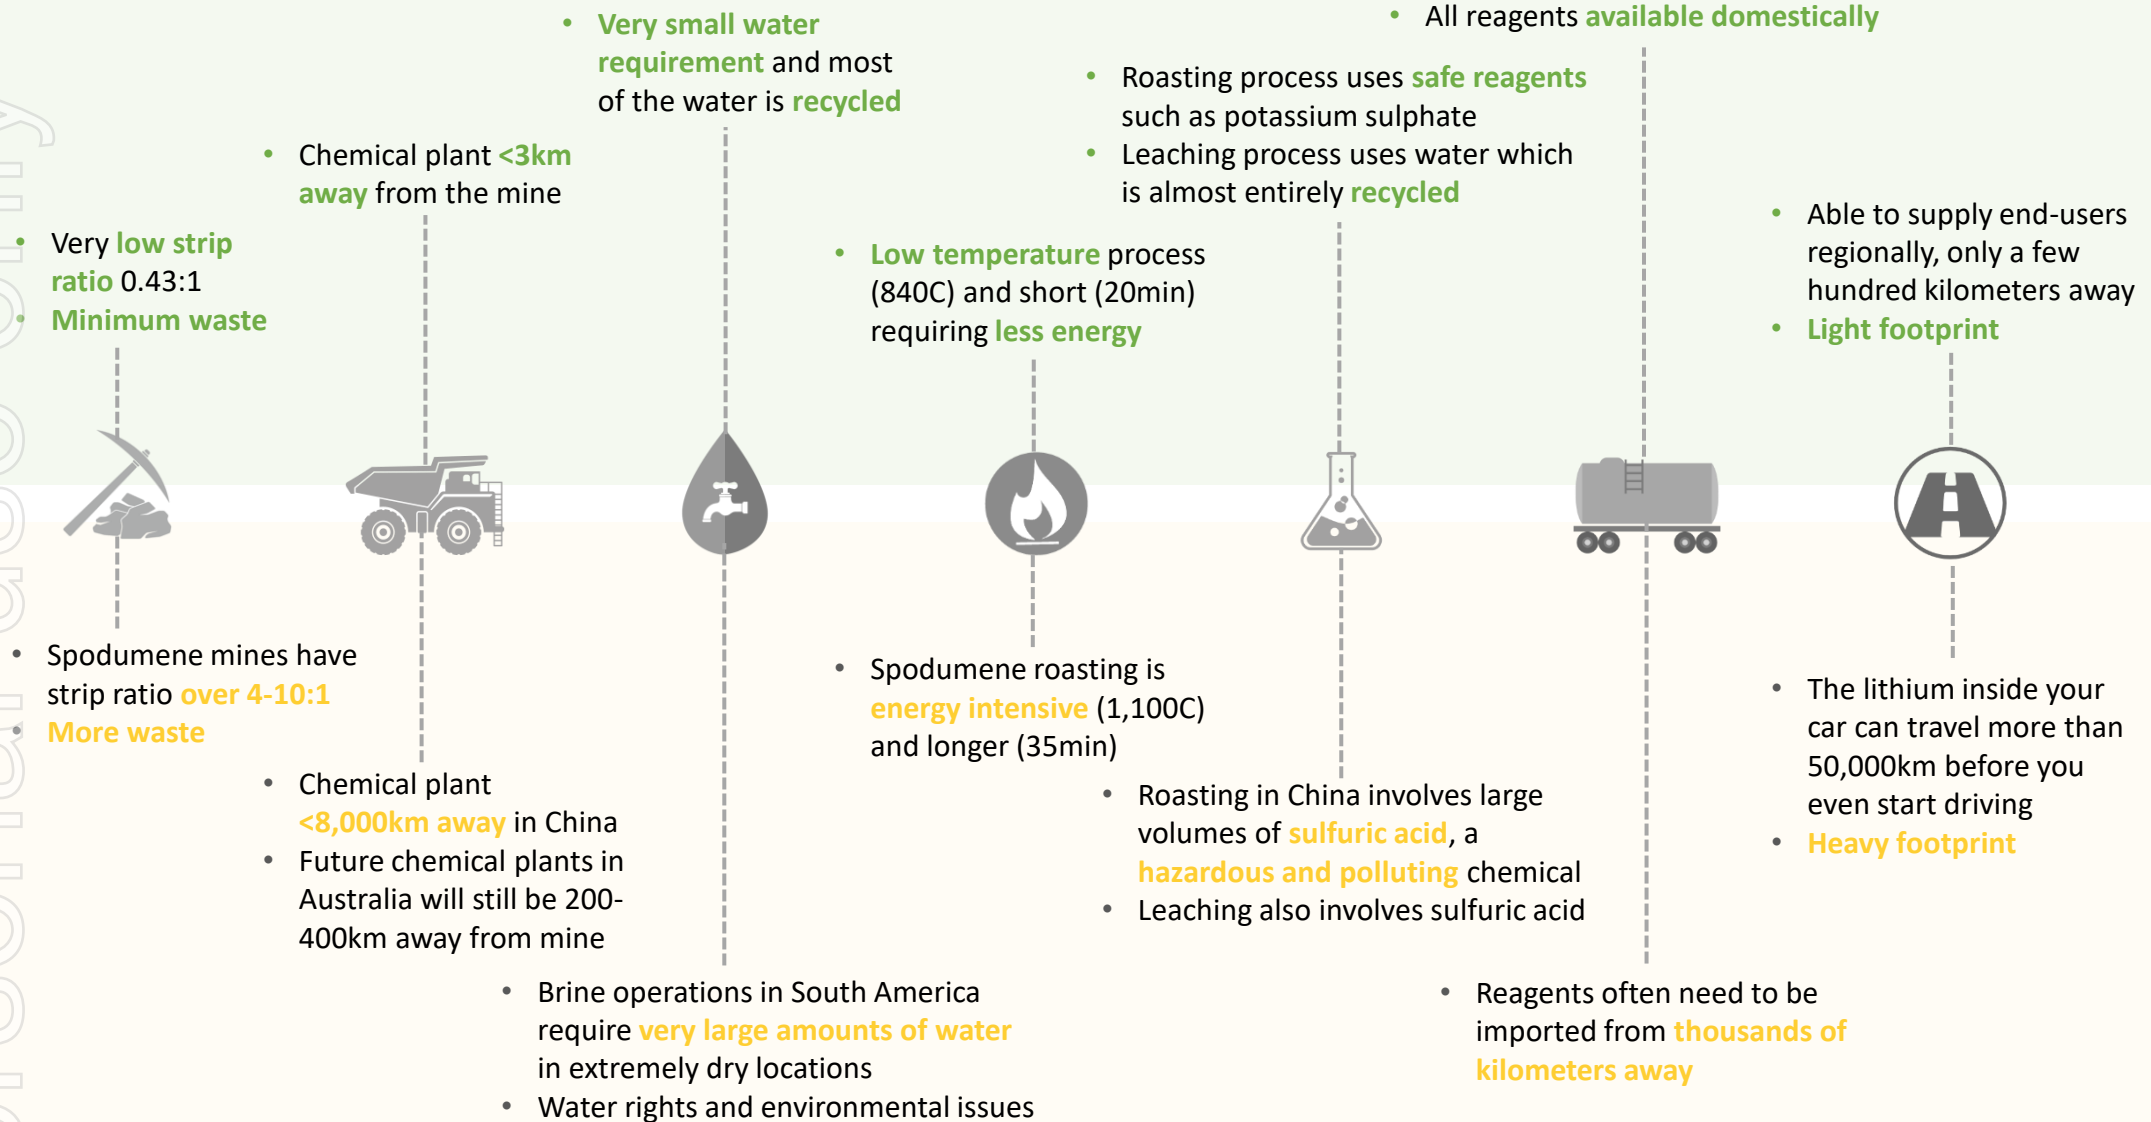 • All reagents available domestically
• Very small water
requirement and most
of the water is recycled
• Roasting process uses safe reagents
such as potassium sulphate
• Leaching process uses water which
is almost entirely recycled
• Chemical plant <3km
away from the mine
• Able to supply end-users
regionally, only a few
hundred kilometers away
• Light footprint
• Very low strip
ratio 0.43:1
• Minimum waste
• Low temperature process
(840C) and short (20min)
requiring less energy
• Spodumene mines have
strip ratio over 4-10:1
• More waste
• Chemical plant
<8,000km away in China
• Future chemical plants in
Australia will still be 200-
400km away from mine
• Brine operations in South America
require very large amounts of water
in extremely dry locations
• Water rights and environmental issues
• Spodumene roasting is
energy intensive (1,100C)
and longer (35min)
• Roasting in China involves large
volumes of sulfuric acid, a
hazardous and polluting chemical
• Leaching also involves sulfuric acid
• Reagents often need to be
imported from thousands of
kilometers away
• The lithium inside your
car can travel more than
50,000km before you
even start driving
• Heavy footprint